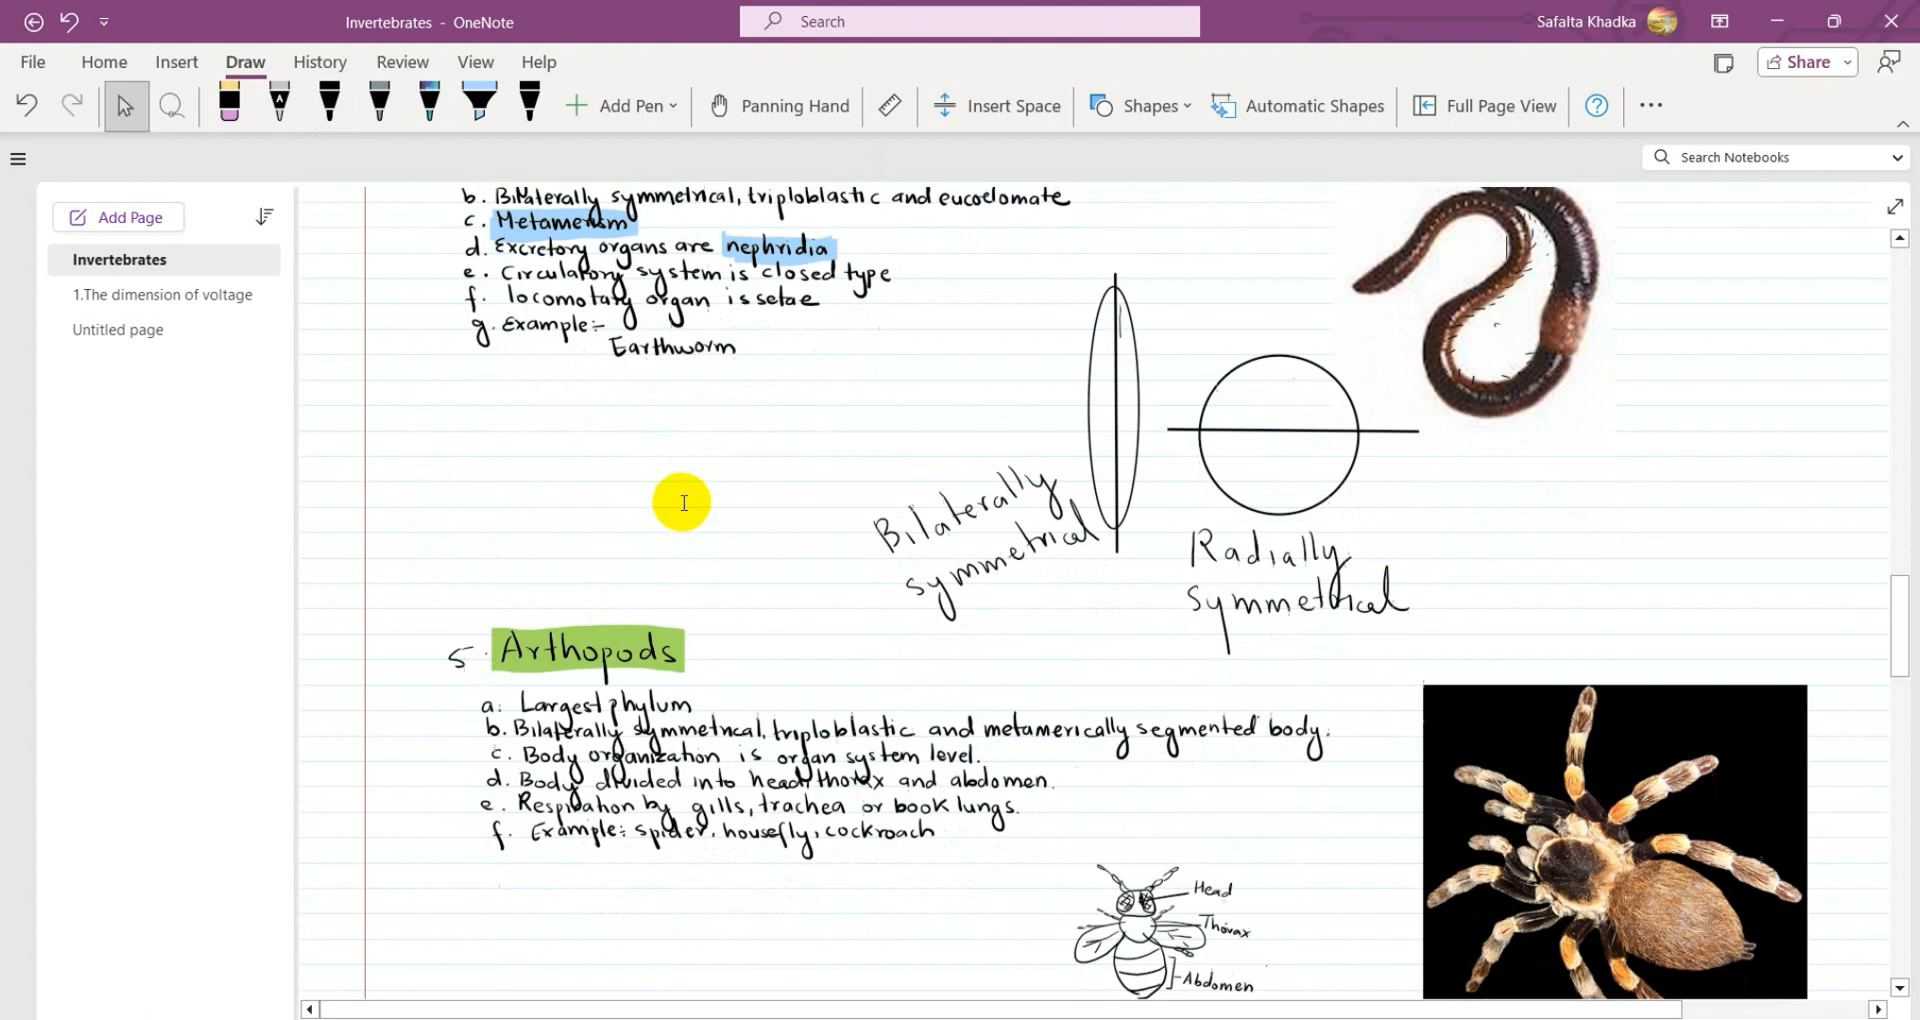 Invertebrates - OneNote
Search
Safalta Khadka
File Home Insert Draw History Review View Help
Share
Add Pen
Panning Hand
Insert Space
Shapes
Automatic Shapes
Full Page View
Search Notebooks
Add Page
Invertebrates
1.The dimension of voltage
Untitled page
b. Bilaterally symmetrical, triploblastic and eucoelomate
c. Metamerism
d. Excretory organs are nephridia
e. Circulatory system is closed type
f. locomotary organ is setae
g. Example:-
Earthworm
Bilaterally
symmetrical
Radially
symmetrical
5. Arthopods
a. Largest phylum
b. Bilaterally symmetrical, triploblastic and metamerically segmented body.
c. Body organization is organ system level.
d. Body divided into head, thorax and abdomen.
e. Respiration by gills, trachea or book lungs.
f. Example: spider, housefly, cockroach
Head
Thorax
Abdomen